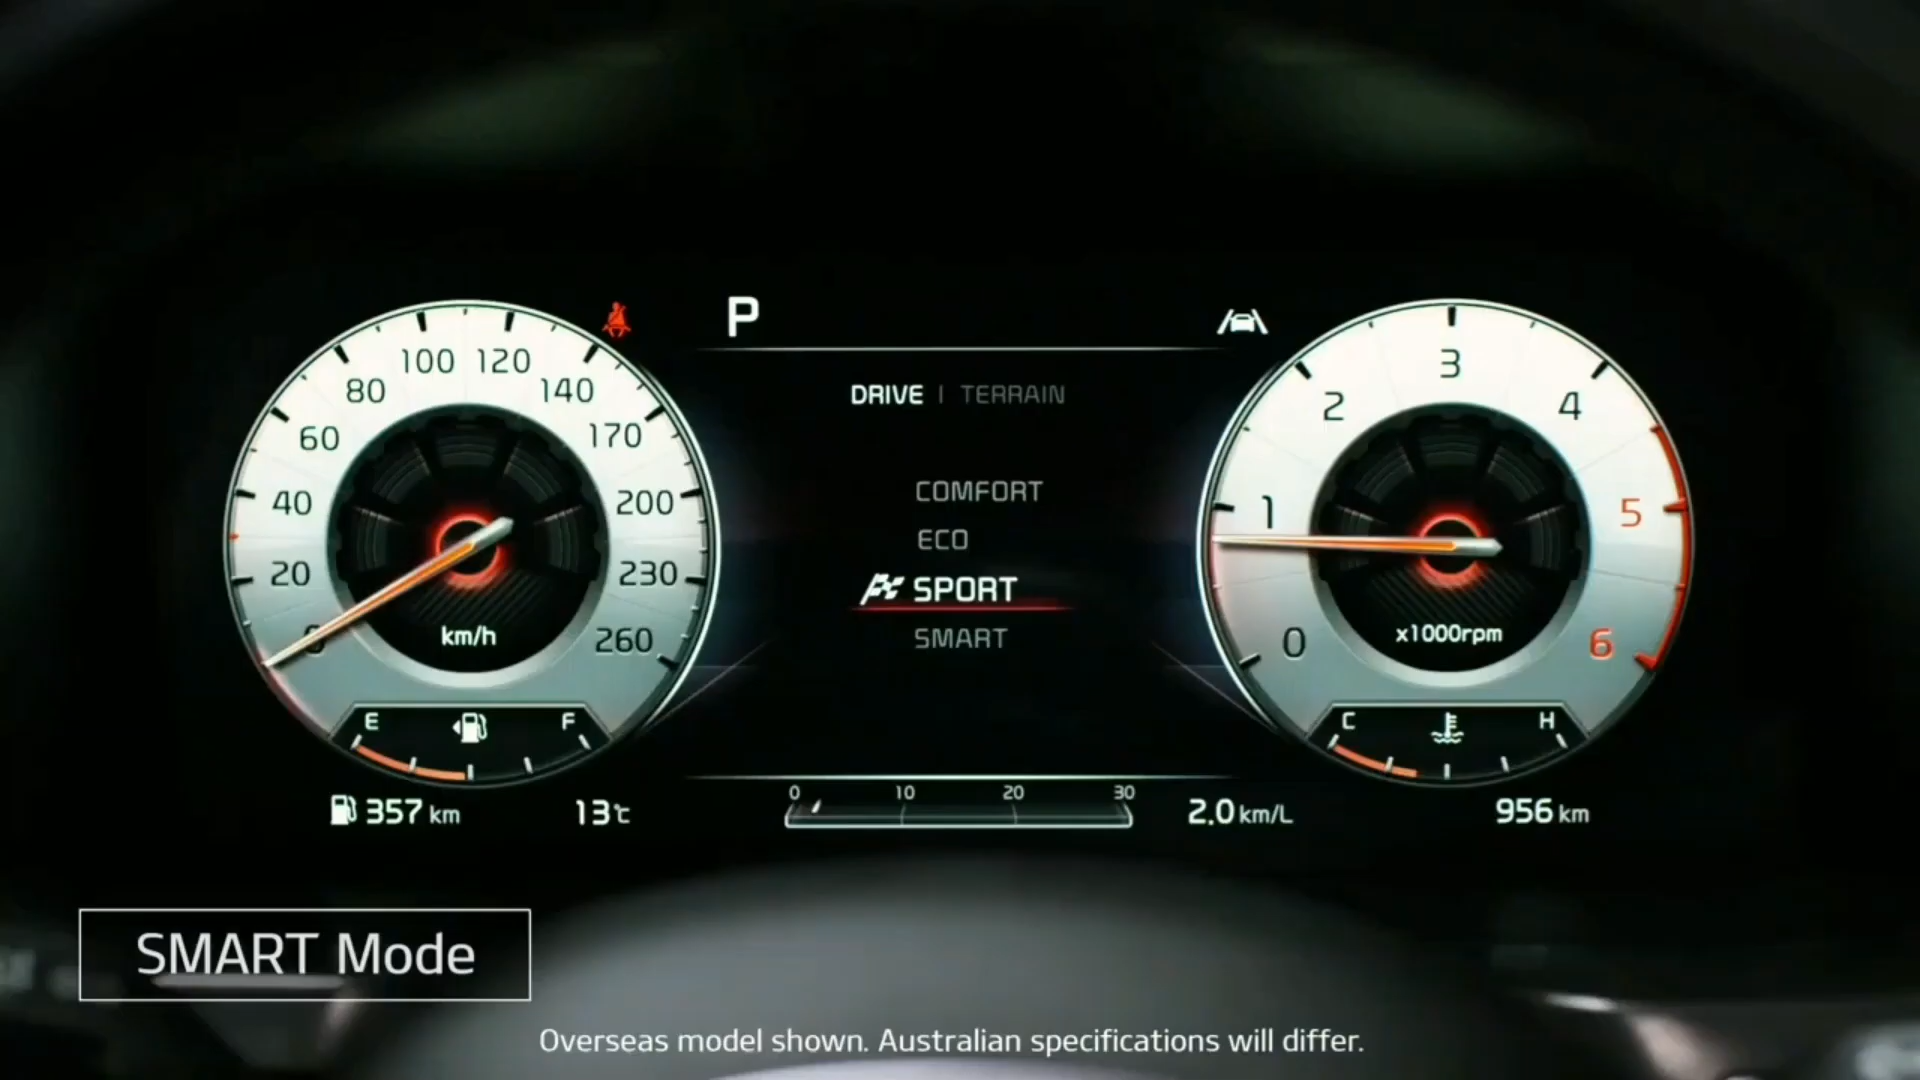 P
DRIVE | TERRAIN
COMFORT
ECO
SPORT
SMART
0
20
40
60
80
100
120
140
170
200
230
260
km/h
E
F
0
1
2
3
4
5
6
x1000rpm
C
H
357 km
13℃
0 10 20 30
2.0 km/L
956 km
SMART Mode
Overseas model shown. Australian specifications will differ.